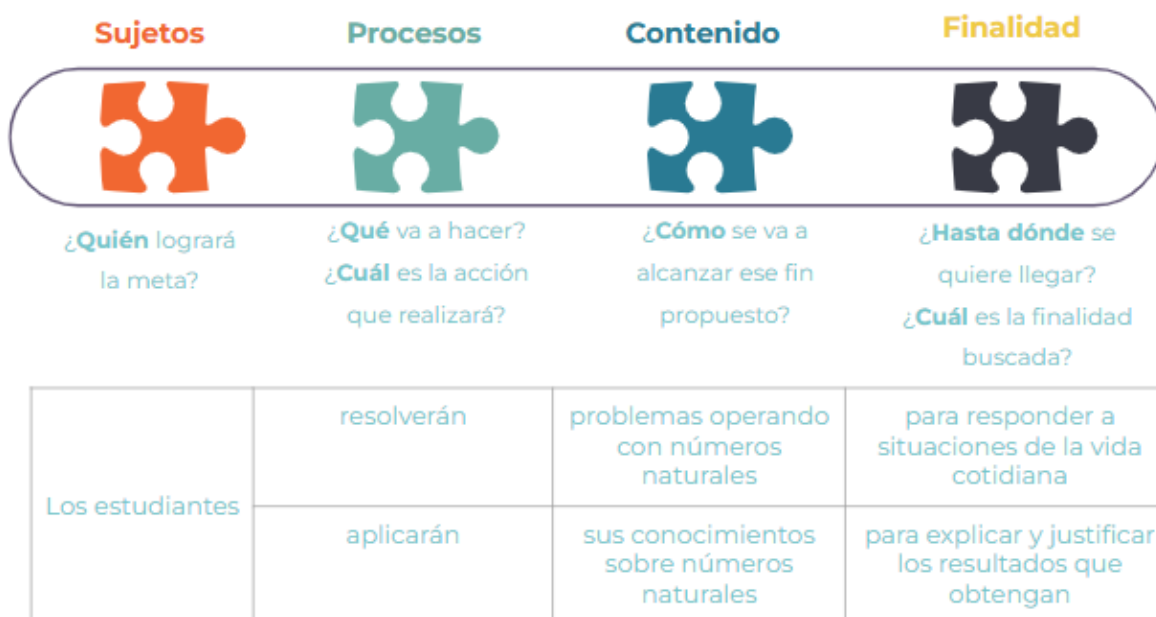 Sujetos
Procesos
Contenido
Finalidad
¿Quién logrará
la meta?
¿Qué va a hacer?
¿Cuál es la acción
que realizará?
¿Cómo se va a
alcanzar ese fin
propuesto?
¿Hasta dónde se
quiere llegar?
¿Cuál es la finalidad
buscada?
Los estudiantes
resolverán
problemas operando
con números
naturales
para responder a
situaciones de la vida
cotidiana
aplicarán
sus conocimientos
sobre números
naturales
para explicar y justificar
los resultados que
obtengan